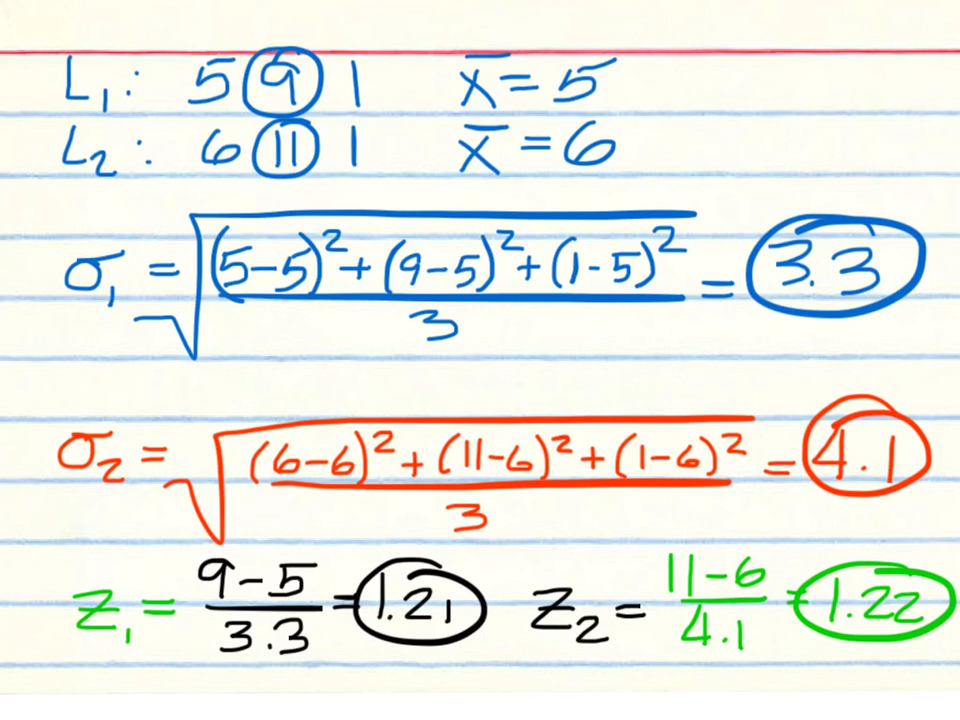 L₁: 5 9 1 x̄ = 5
L₂: 6 11 1 x̄ = 6
σ₁ = √((5-5)² + (9-5)² + (1-5)² / 3) = 3.3
σ₂ = √((6-6)² + (11-6)² + (1-6)² / 3) = 4.1
z₁ = (9-5 / 3.3) = 1.21 z₂ = (11-6 / 4.1) = 1.22